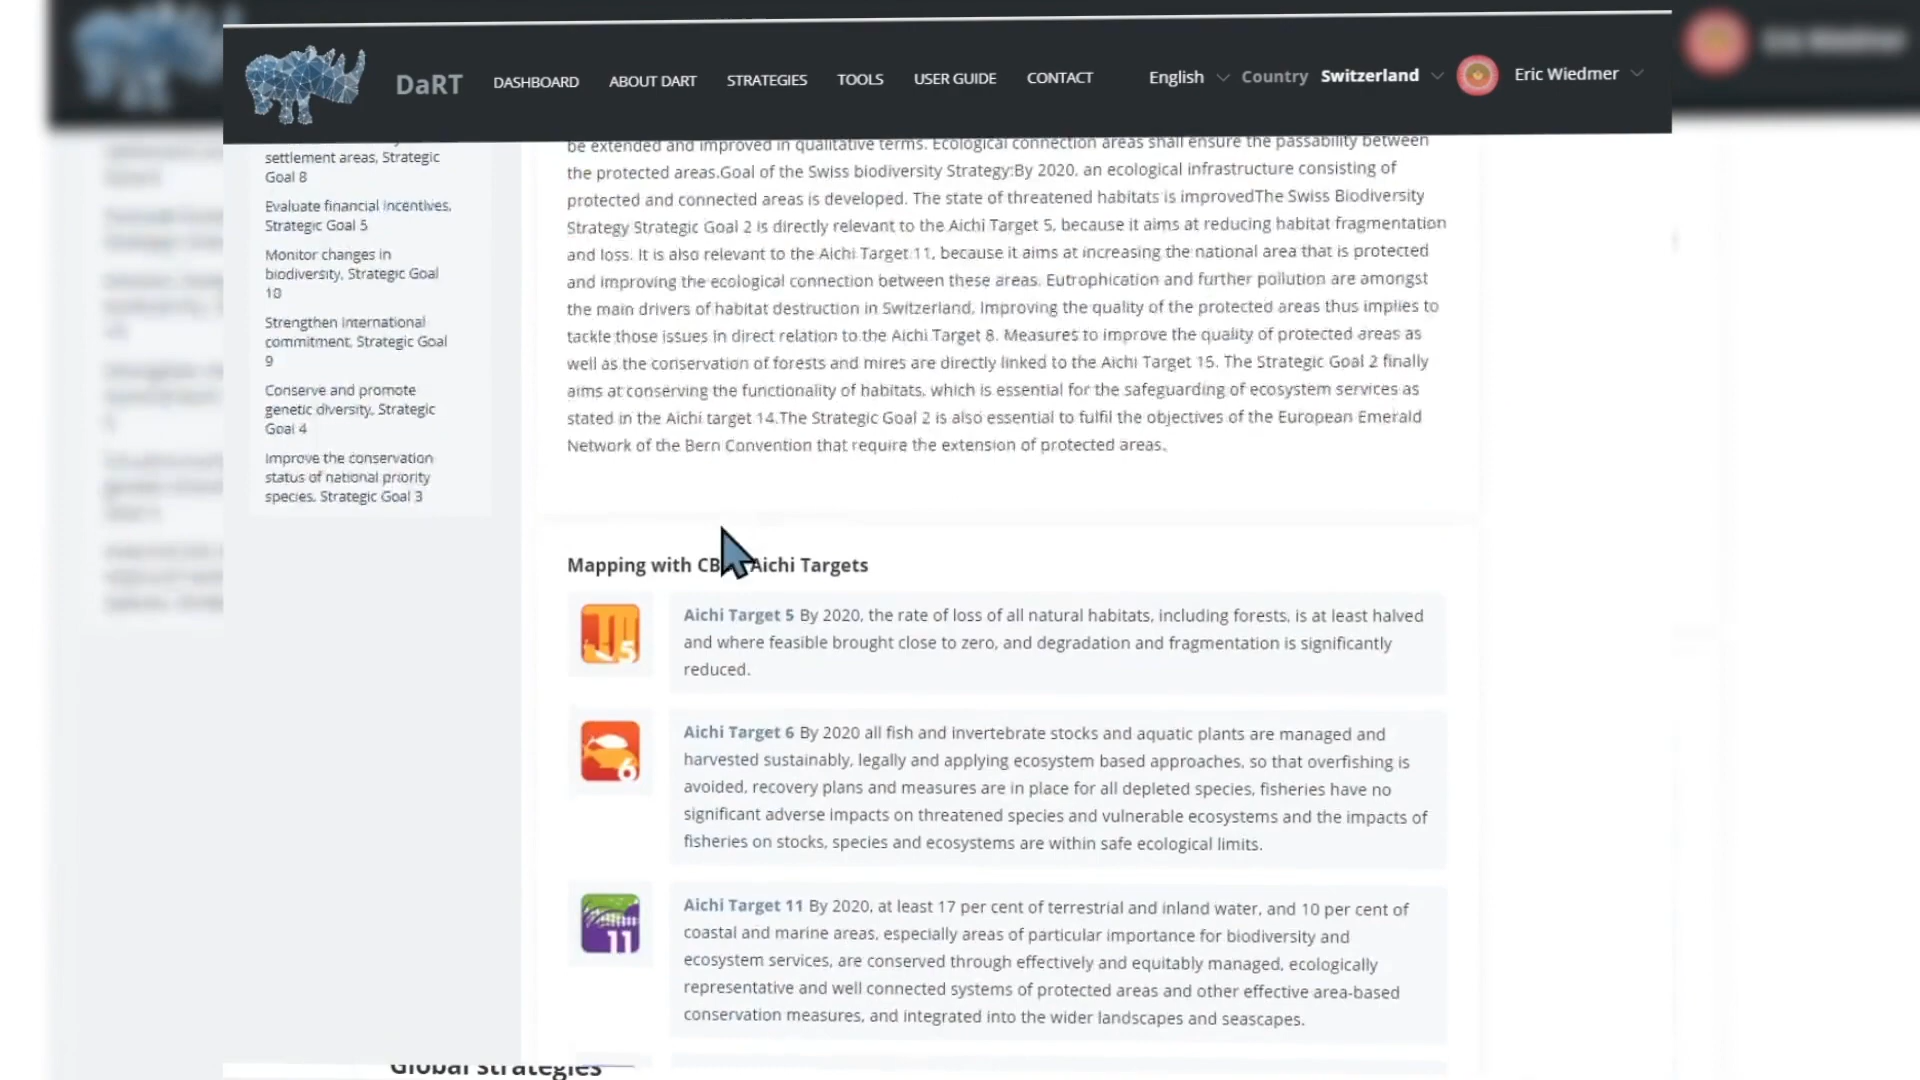 DaRT DASHBOARD ABOUT DART STRATEGIES TOOLS USER GUIDE CONTACT English Country Switzerland Eric Wiedmer
settlement areas, Strategic
Goal 8
Evaluate financial incentives,
Strategic Goal 5
Monitor changes in
biodiversity, Strategic Goal
10
Strengthen international
commitment, Strategic Goal
9
Conserve and promote
genetic diversity, Strategic
Goal 4
Improve the conservation
status of national priority
species, Strategic Goal 3
be extended and improved in qualitative terms. Ecological connection areas shall ensure the passability between
the protected areas.Goal of the Swiss biodiversity Strategy:By 2020, an ecological infrastructure consisting of
protected and connected areas is developed. The state of threatened habitats is improvedThe Swiss Biodiversity
Strategy Strategic Goal 2 is directly relevant to the Aichi Target 5, because it aims at reducing habitat fragmentation
and loss. It is also relevant to the Aichi Target 11, because it aims at increasing the national area that is protected
and improving the ecological connection between these areas. Eutrophication and further pollution are amongst
the main drivers of habitat destruction in Switzerland. Improving the quality of the protected areas thus implies to
tackle those issues in direct relation to the Aichi Target 8. Measures to improve the quality of protected areas as
well as the conservation of forests and mires are directly linked to the Aichi Target 15. The Strategic Goal 2 finally
aims at conserving the functionality of habitats, which is essential for the safeguarding of ecosystem services as
stated in the Aichi target 14.The Strategic Goal 2 is also essential to fulfil the objectives of the European Emerald
Network of the Bern Convention that require the extension of protected areas.
Mapping with Aichi Targets
5
Aichi Target 5 By 2020, the rate of loss of all natural habitats, including forests, is at least halved
and where feasible brought close to zero, and degradation and fragmentation is significantly
reduced.
6
Aichi Target 6 By 2020 all fish and invertebrate stocks and aquatic plants are managed and
harvested sustainably, legally and applying ecosystem based approaches, so that overfishing is
avoided, recovery plans and measures are in place for all depleted species, fisheries have no
significant adverse impacts on threatened species and vulnerable ecosystems and the impacts of
fisheries on stocks, species and ecosystems are within safe ecological limits.
11
Aichi Target 11 By 2020, at least 17 per cent of terrestrial and inland water, and 10 per cent of
coastal and marine areas, especially areas of particular importance for biodiversity and
ecosystem services, are conserved through effectively and equitably managed, ecologically
representative and well connected systems of protected areas and other effective area-based
conservation measures, and integrated into the wider landscapes and seascapes.
Global strategies